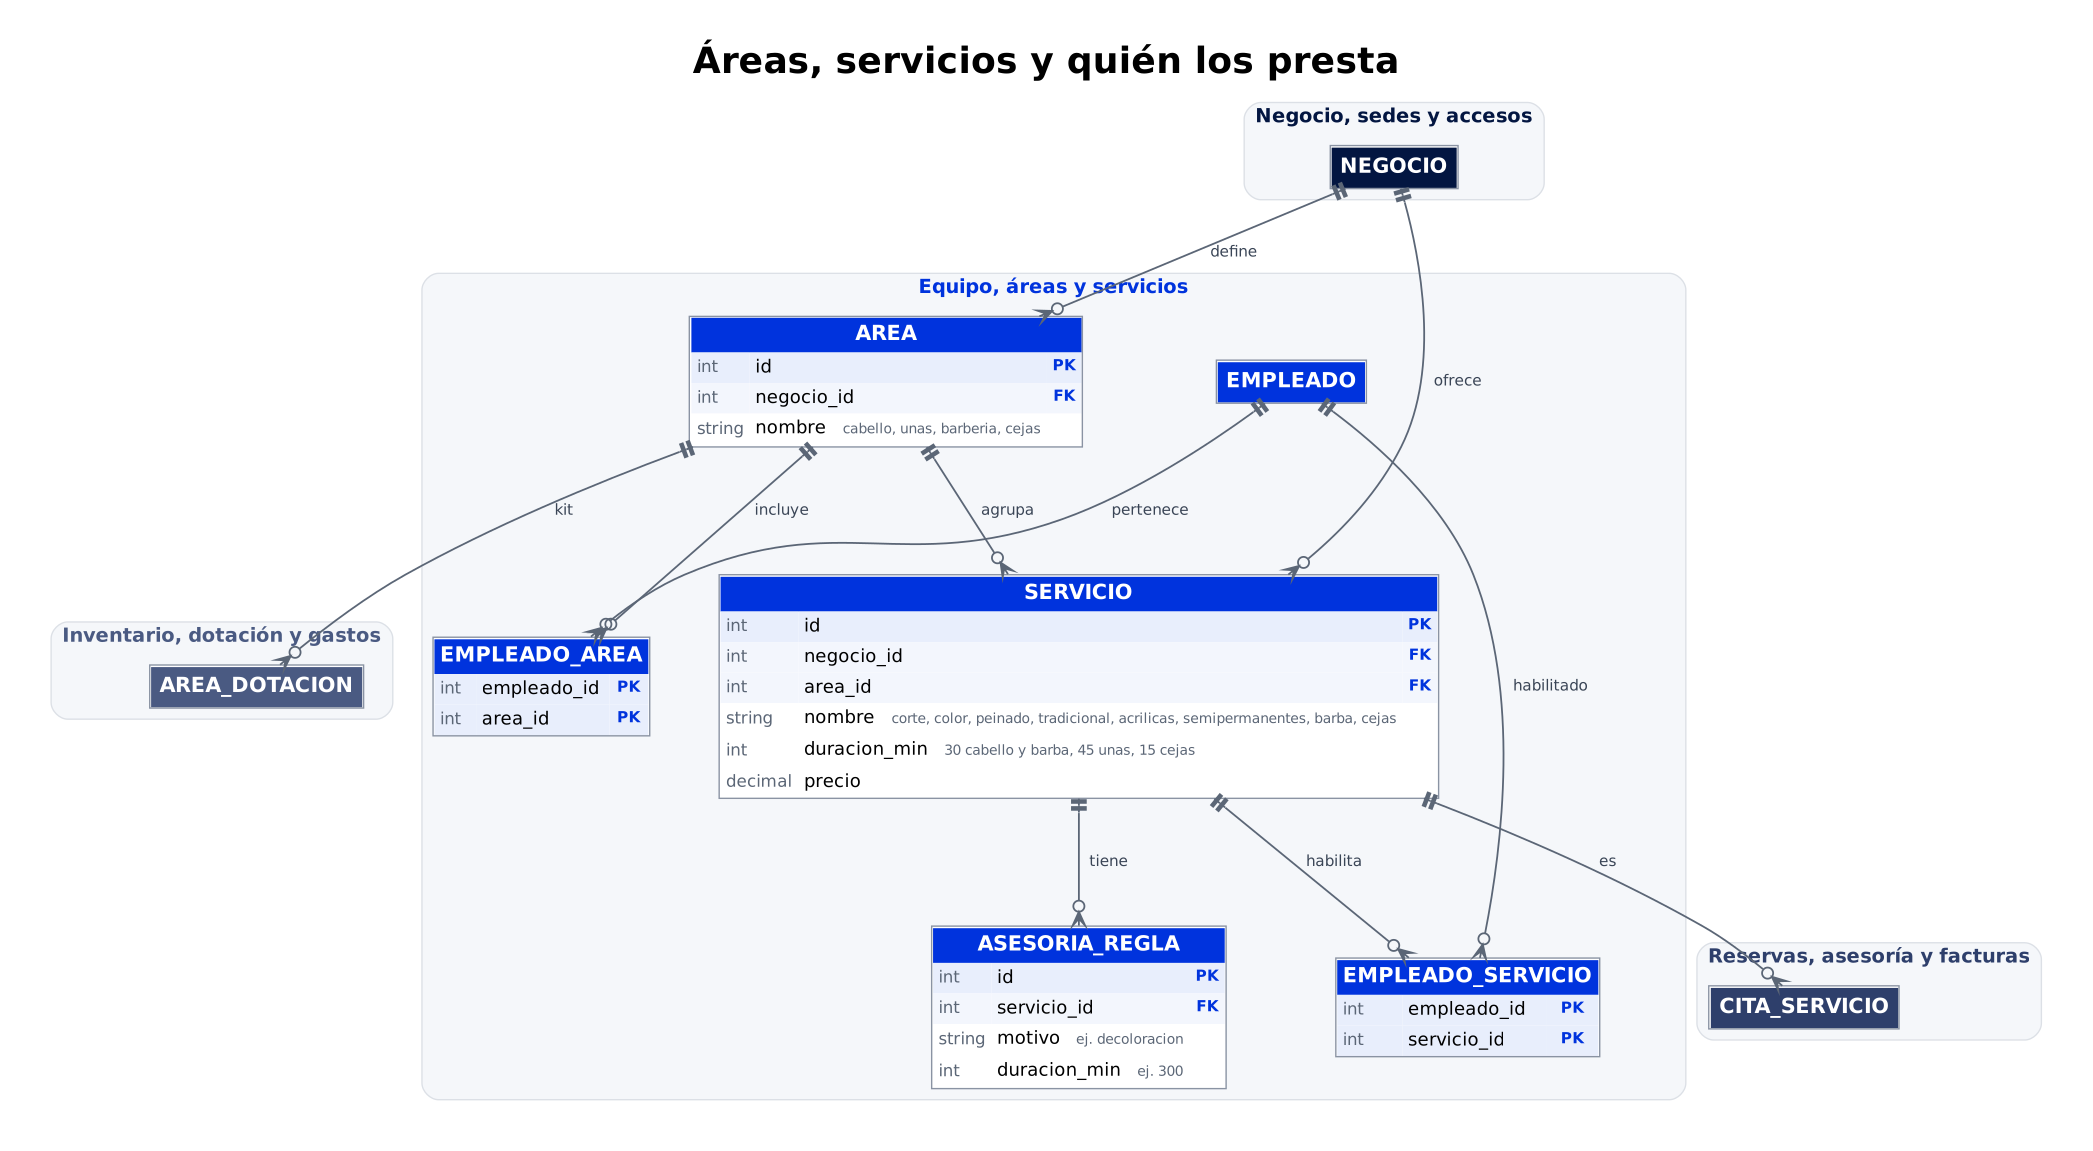 Áreas, servicios y quién los presta
Negocio, sedes y accesos
NEGOCIO
define
Equipo, áreas y servicios
AREA
int id PK
int negocio_id FK
string nombre cabello, unas, barberia, cejas
EMPLEADO
ofrece
kit
incluye
agrupa
pertenece
SERVICIO
int id PK
int negocio_id FK
int area_id FK
string nombre corte, color, peinado, tradicional, acrilicas, semipermanentes, barba, cejas
int duracion_min 30 cabello y barba, 45 unas, 15 cejas
decimal precio
Inventario, dotación y gastos
AREA_DOTACION
EMPLEADO_AREA
int empleado_id PK
int area_id PK
habilitado
tiene
habilita
es
ASESORIA_REGLA
int id PK
int servicio_id FK
string motivo ej. decoloracion
int duracion_min ej. 300
EMPLEADO_SERVICIO
int empleado_id PK
int servicio_id PK
Reservas, asesoría y facturas
CITA_SERVICIO